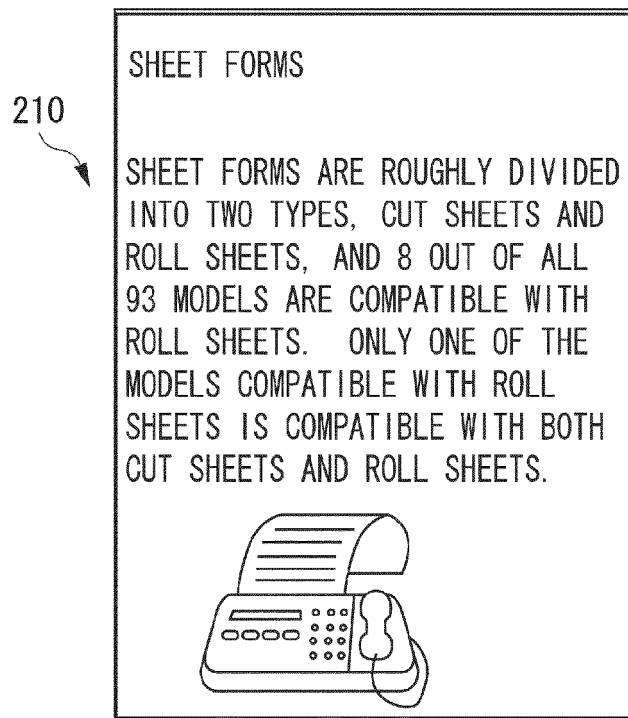 SHEET FORMS
210
SHEET FORMS ARE ROUGHLY DIVIDED
INTO TWO TYPES, CUT SHEETS AND
ROLL SHEETS, AND 8 OUT OF ALL
93 MODELS ARE COMPATIBLE WITH
ROLL SHEETS. ONLY ONE OF THE
MODELS COMPATIBLE WITH ROLL
SHEETS IS COMPATIBLE WITH BOTH
CUT SHEETS AND ROLL SHEETS.